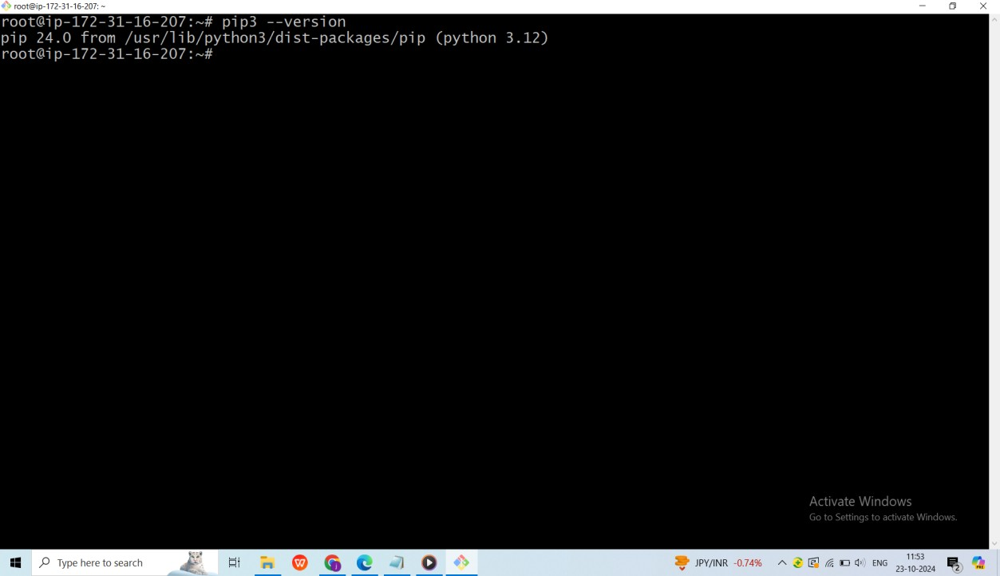 root@ip-172-31-16-207: ~
root@ip-172-31-16-207:~# pip3 --version
pip 24.0 from /usr/lib/python3/dist-packages/pip (python 3.12)
root@ip-172-31-16-207:~#
Activate Windows
Go to Settings to activate Windows.
Type here to search
W
JPY/INR -0.74%
ENG
11:53
23-10-2024
2
PRE